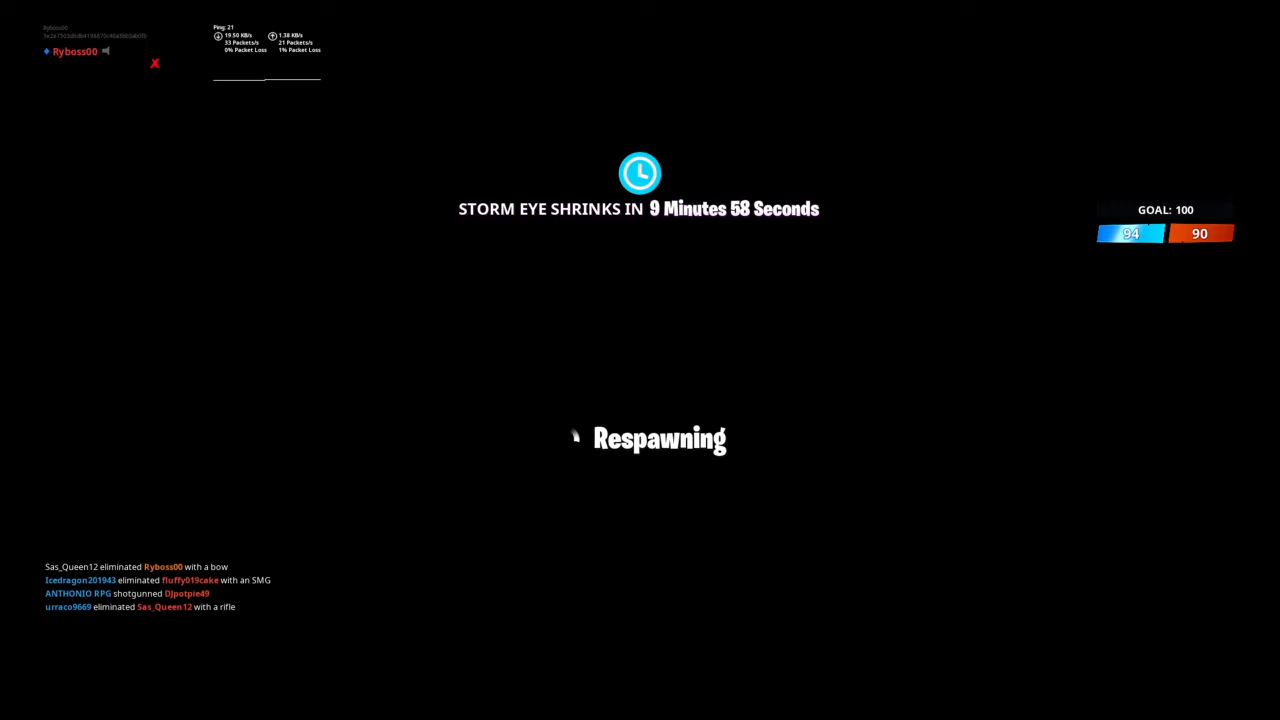 Ryboss00
Ryboss00
Ping: 21
19.50 KB/s 1.38 KB/s
33 Packets/s 21 Packets/s
0% Packet Loss 1% Packet Loss
STORM EYE SHRINKS IN 9 Minutes 58 Seconds
GOAL: 100
94 90
Respawning
Sas_Queen12 eliminated Ryboss00 with a bow
Icedragon201943 eliminated fluffy019cake with an SMG
ANTHONIO RPG shotgunned DJpotpie49
urraco9669 eliminated Sas_Queen12 with a rifle